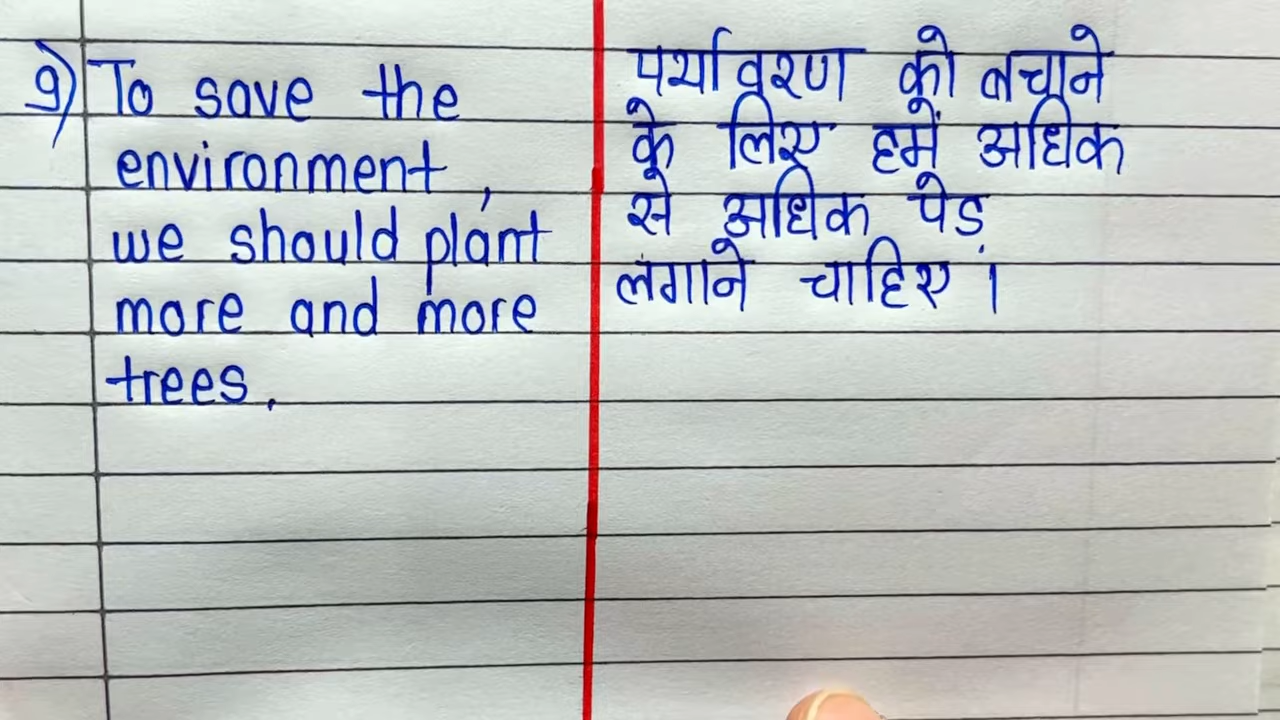 9) To save the
environment,
we should plant
more and more
trees.
पर्यावरण को बचाने
के लिए हमें अधिक
से अधिक पेड़
लगाने चाहिए।